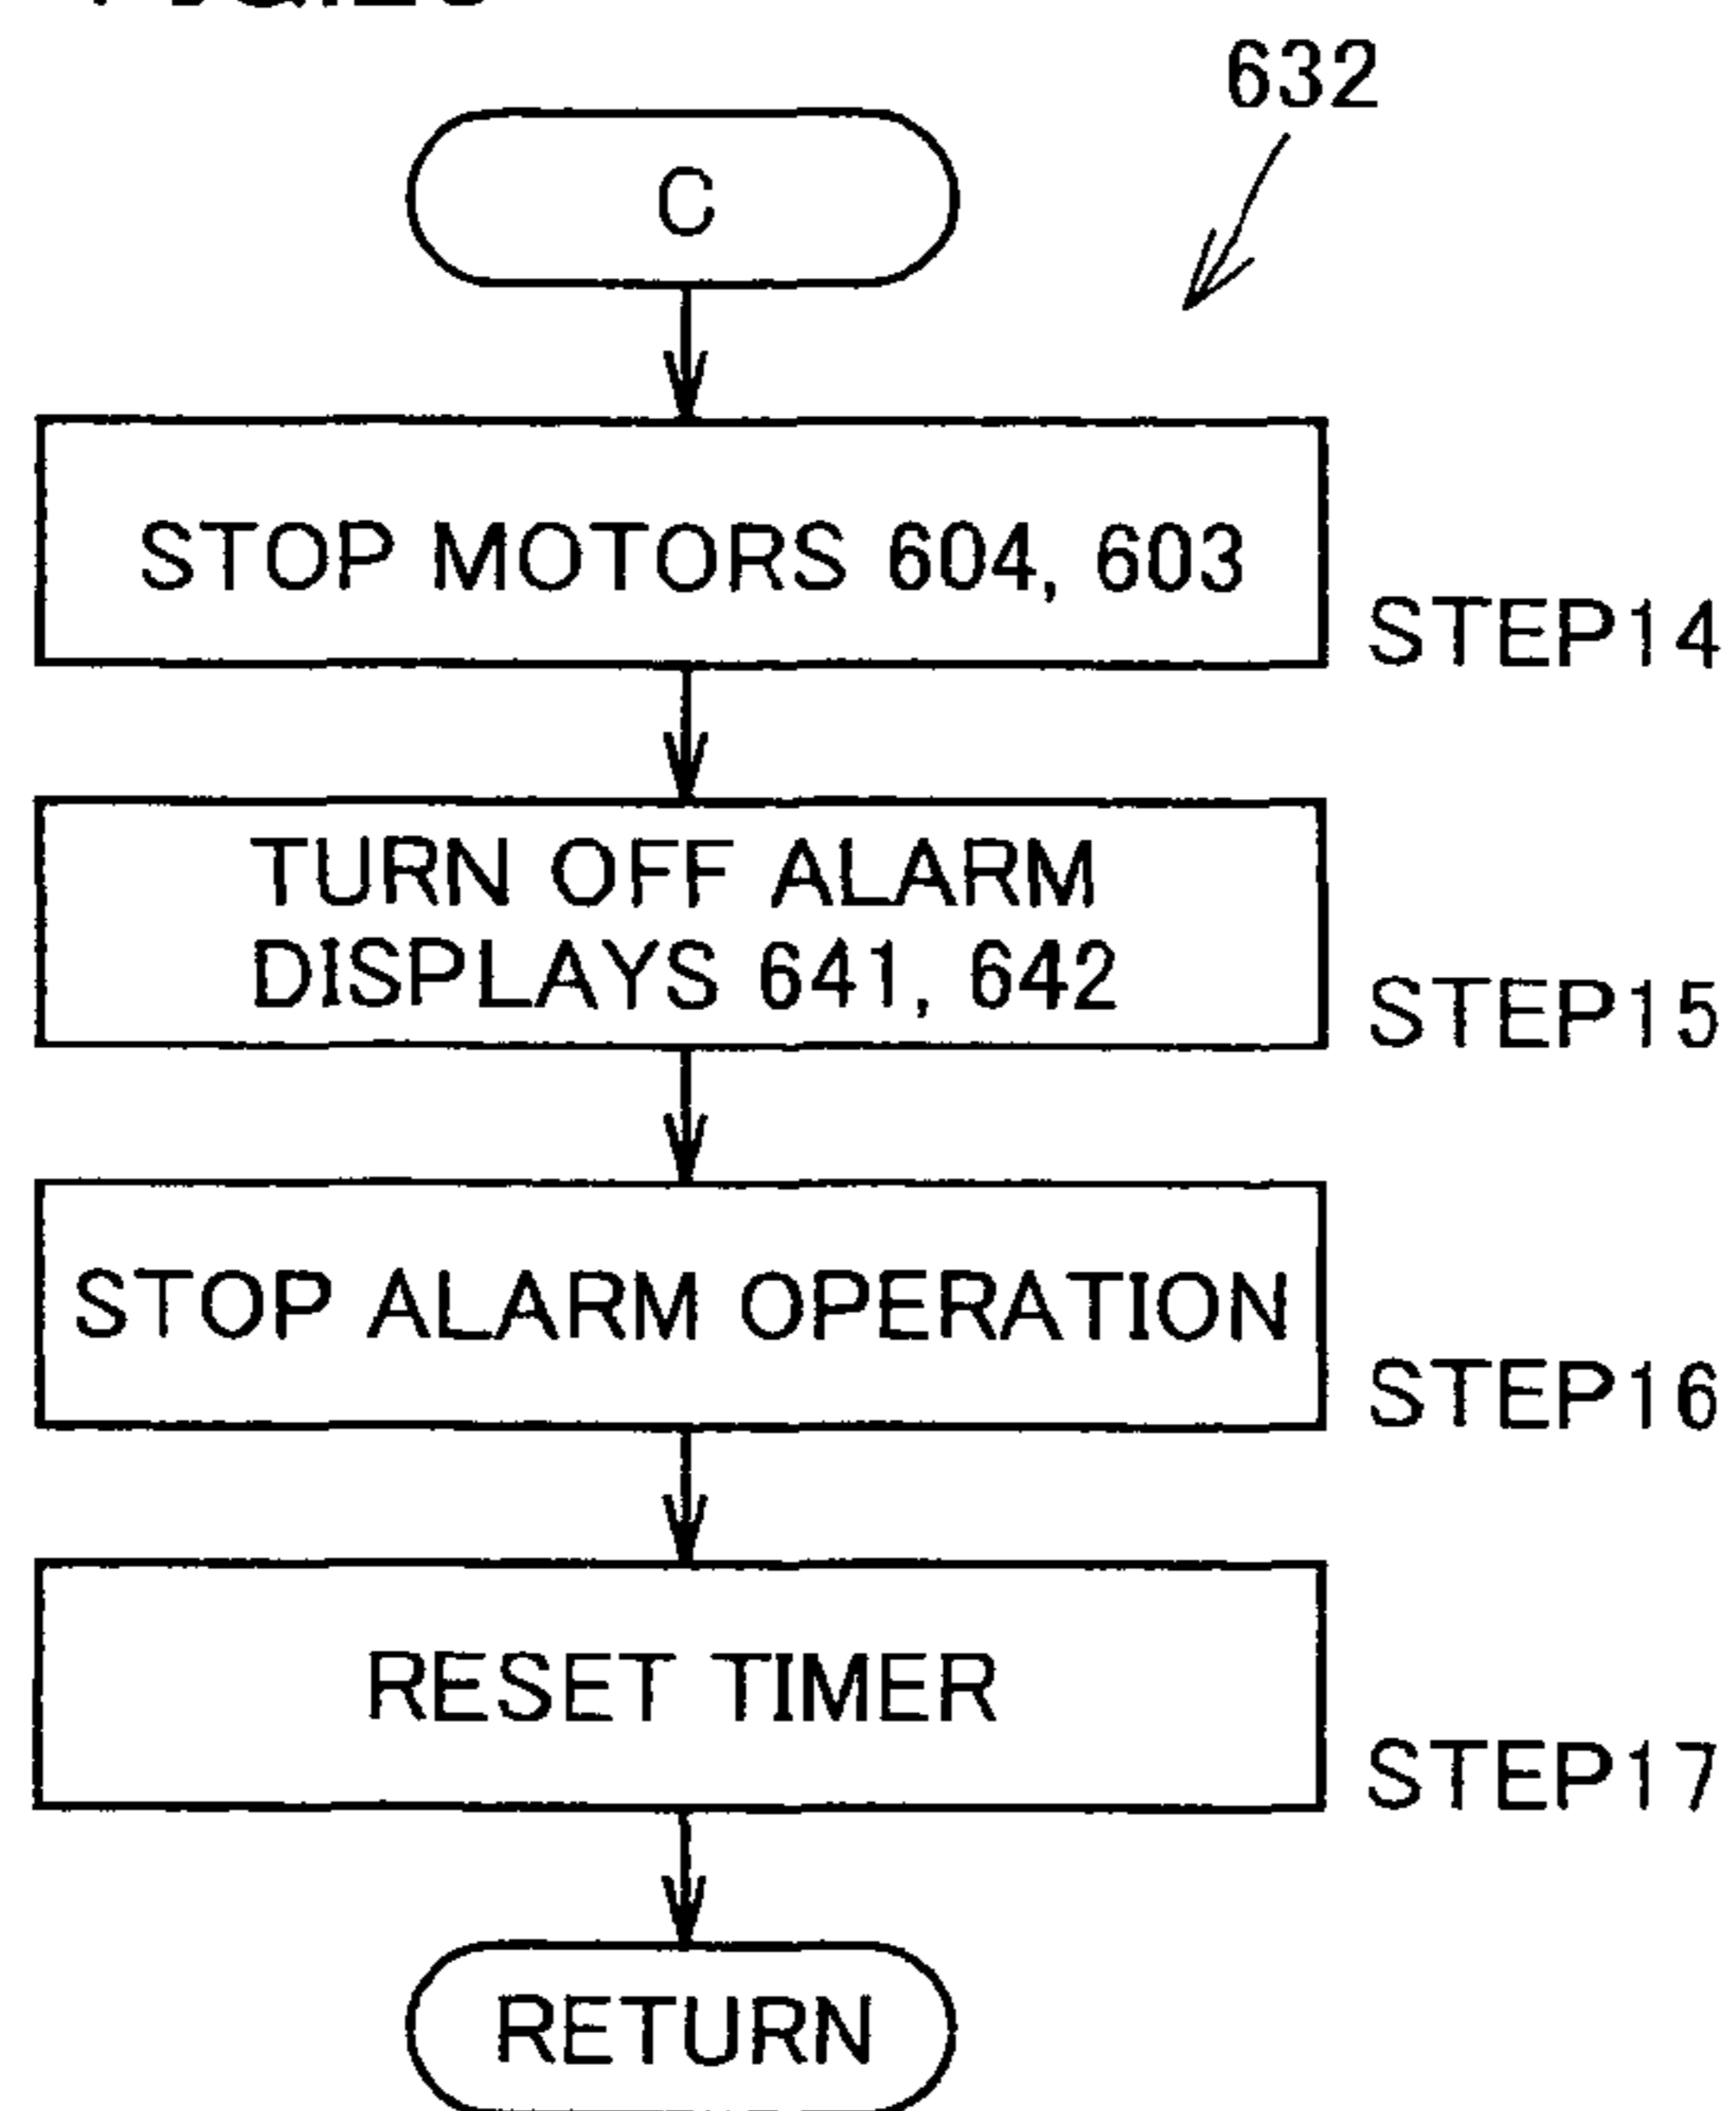 632
C
STOP MOTORS 604, 603
STEP14
TURN OFF ALARM
DISPLAYS 641, 642
STEP15
STOP ALARM OPERATION
STEP16
RESET TIMER
STEP17
RETURN